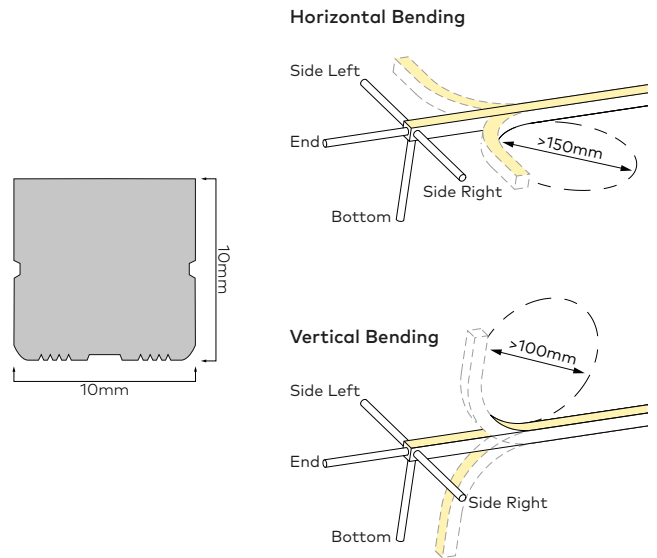 Horizontal Bending
Side Left
End
>150mm
Side Right
Bottom
10mm
10mm
Vertical Bending
>100mm
Side Left
End
Side Right
Bottom